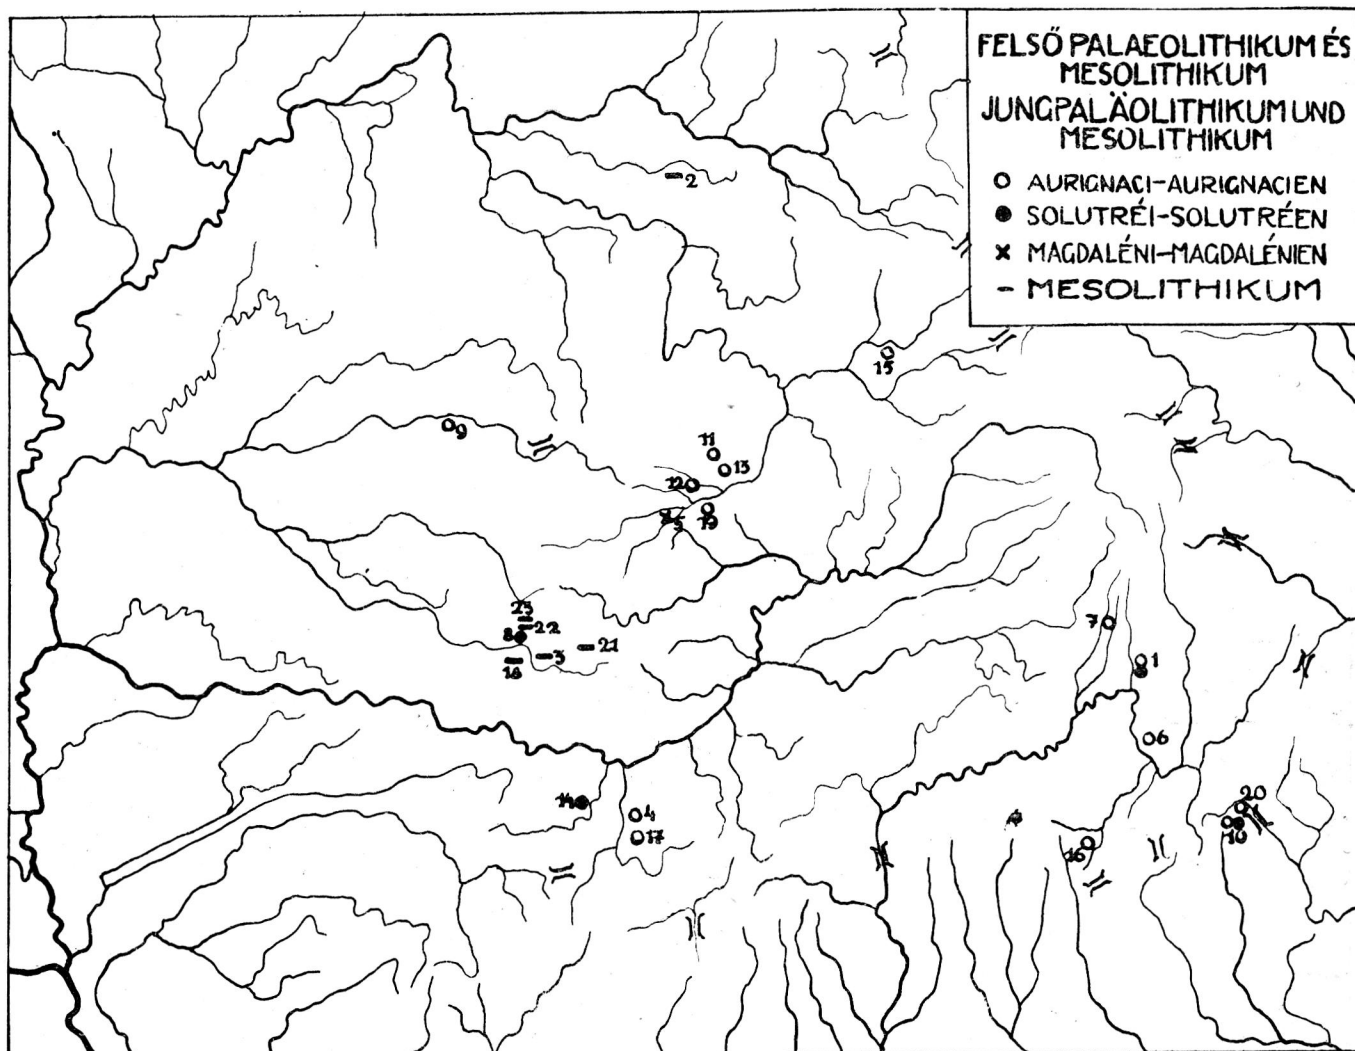 FELSŐ PALAEOLITHIKUM ÉS
MESOLITHIKUM
JUNGPALÄOLITHIKUM UND
MESOLITHIKUM
AURIGNACI-AURIGNACIEN
SOLUTRÉI-SOLUTRÉEN
MAGDALÉNI-MAGDALÉNIEN
- MESOLITHIKUM
2
15
9
11
13
12
5
19
23
8 22
21
3
16
7
1
6
14
4
17
20
10
16